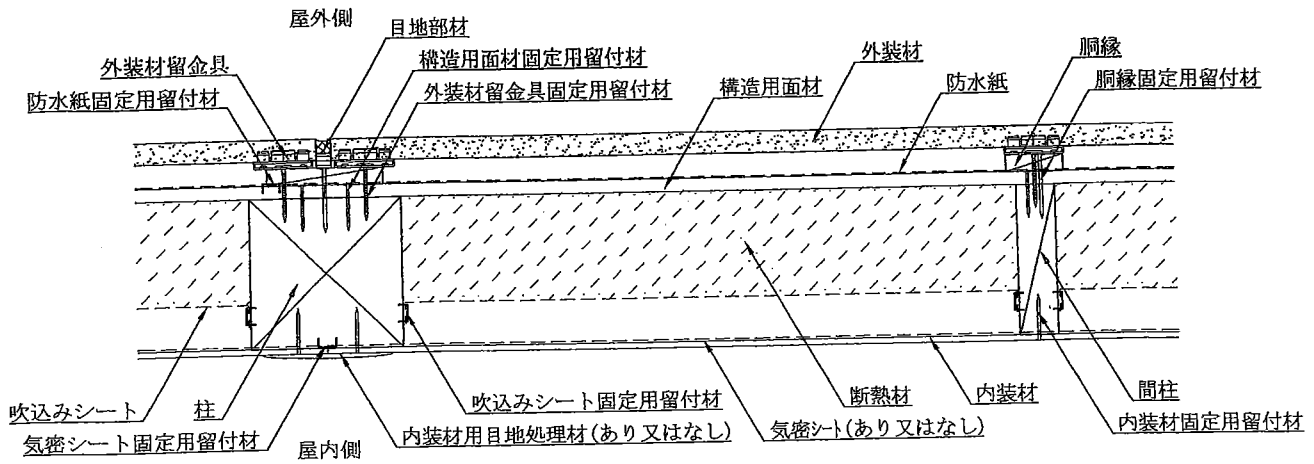 屋外側
目地部材
外装材留金具
構造用面材固定用留付材
外装材
胴縁
防水紙固定用留付材
外装材留金具固定用留付材
構造用面材
防水紙
胴縁固定用留付材
吹込みシート
柱
吹込みシート固定用留付材
断熱材
内装材
間柱
気密シート固定用留付材
内装材用目地処理材(あり又はなし)
気密シート(あり又はなし)
内装材固定用留付材
屋内側